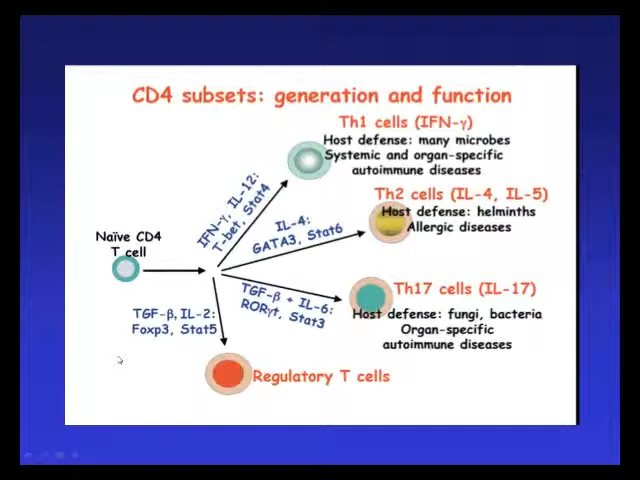 CD4 subsets: generation and function
Th1 cells (IFN-γ)
Host defense: many microbes
Systemic and organ-specific
autoimmune diseases
IFN-γ, IL-12:
T-bet, Stat4
Th2 cells (IL-4, IL-5)
Host defense: helminths
Allergic diseases
IL-4:
GATA3, Stat6
Naïve CD4
T cell
TGF-β + IL-6:
RORγt, Stat3
Th17 cells (IL-17)
Host defense: fungi, bacteria
Organ-specific
autoimmune diseases
TGF-β, IL-2:
Foxp3, Stat5
Regulatory T cells